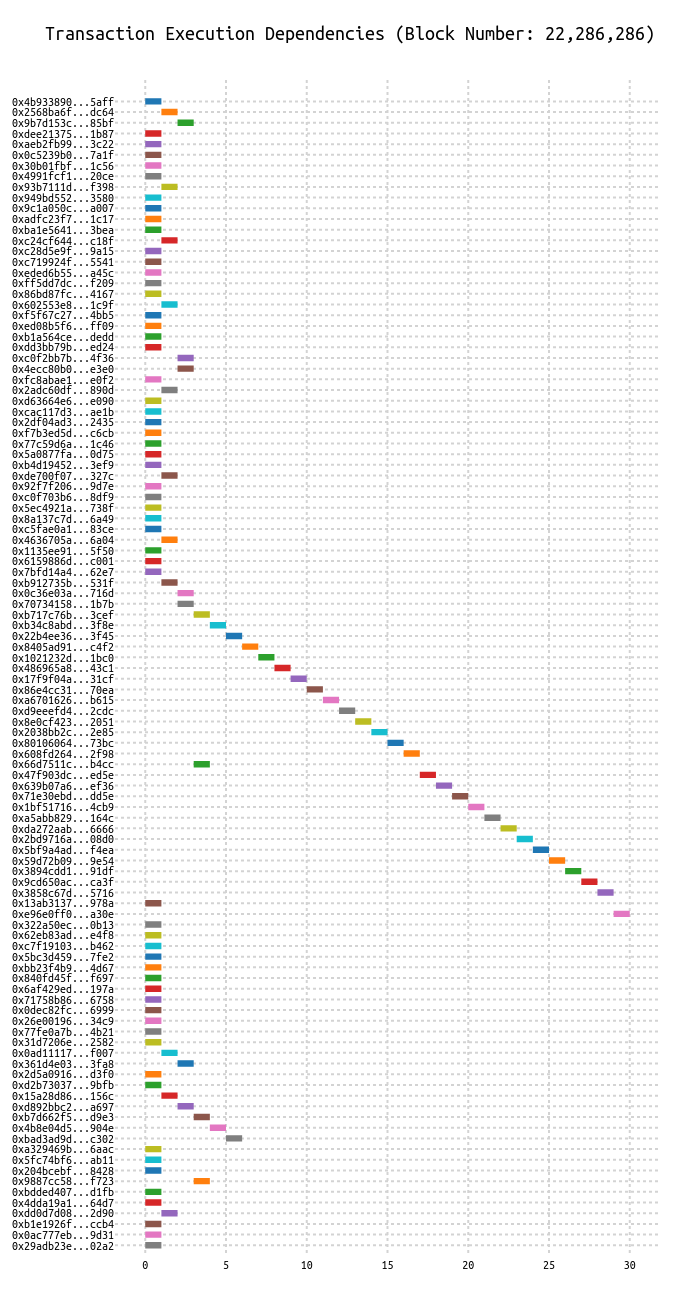 Transaction Execution Dependencies (Block Number: 22,286,286)
0x4b933890...5aff
0x2568ba6f...dc64
0x9b7d153c...85bf
0xdee21375...1b87
0xaeb2fb99...3c22
0x0c5239b0...7a1f
0x30b01fbf...1c56
0x4991fcf1...20ce
0x93b7111d...f398
0x949bd552...3580
0x9c1a050c...a007
0xadfc23f7...1c17
0xba1e5641...3bea
0xc24cf644...c18f
0xc28d5e9f...9a15
0xc719924f...5541
0xeded6b55...a45c
0xff5dd7dc...f209
0x86bd87fc...4167
0x602553e8...1c9f
0xf5f67c27...4bb5
0xed08b5f6...ff09
0xb1a564ce...dedd
0xdd3bb79b...ed24
0xc0f2bb7b...4f36
0x4ecc80b0...e3e0
0xfc8abae1...e0f2
0x2adc60df...890d
0xd63664e6...e090
0xcac117d3...ae1b
0x2df04ad3...2435
0xf7b3ed5d...c6cb
0x77c59d6a...1c46
0x5a0877fa...0d75
0xb4d19452...3ef9
0xde700f07...327c
0x92f7f206...9d7e
0xc0f703b6...8df9
0x5ec4921a...738f
0x8a137c7d...6a49
0xc5fae0a1...83ce
0x4636705a...6a04
0x1135ee91...5f50
0x6159886d...c001
0x7bfd14a4...62e7
0xb912735b...531f
0x0c36e03a...716d
0x70734158...1b7b
0xb717c76b...3cef
0xb34c8abd...3f8e
0x22b4ee36...3f45
0x8405ad91...c4f2
0x1021232d...1bc0
0x486965a8...43c1
0x17f9f04a...31cf
0x86e4cc31...70ea
0xa6701626...b615
0xd9eeefd4...2cdc
0x8e0cf423...2051
0x2038bb2c...2e85
0x80106064...73bc
0x608fd264...2f98
0x66d7511c...b4cc
0x47f903dc...ed5e
0x639b07a6...ef36
0x71e30ebd...dd5e
0x1bf51716...4cb9
0xa5abb829...164c
0xda272aab...6666
0x2bd9716a...08d0
0x5bf9a4ad...f4ea
0x59d72b09...9e54
0x3894cdd1...91df
0x9cd650ac...ca3f
0x3858c67d...5716
0x13ab3137...978a
0xe96e0ff0...a30e
0x322a50ec...0b13
0x62eb83ad...e4f8
0xc7f19103...b462
0x5bc3d459...7fe2
0xbb23f4b9...4d67
0x840fd45f...f697
0x6af429ed...197a
0x71758b86...6758
0x0dec82fc...6999
0x26e00196...34c9
0x77fe0a7b...4b21
0x31d7206e...2582
0x0ad11117...f007
0x361d4e03...3fa8
0x2d5a0916...d3f0
0xd2b73037...9bfb
0x15a28d86...156c
0xd892bbc2...a697
0xb7d662f5...d9e3
0x4b8e04d5...904e
0xbad3ad9d...c302
0xa329469b...6aac
0x5fc74bf6...ab11
0x204bcebf...8428
0x9887cc58...f723
0xbdded407...d1fb
0x4dda19a1...64d7
0xdd0d7d08...2d90
0xb1e1926f...ccb4
0x0ac777eb...9d31
0x29adb23e...02a2
0 5 10 15 20 25 30